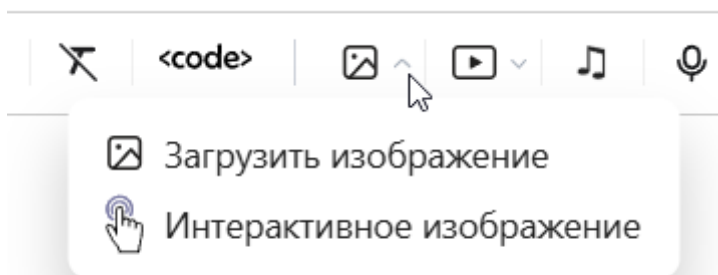 <code>
Загрузить изображение
Интерактивное изображение